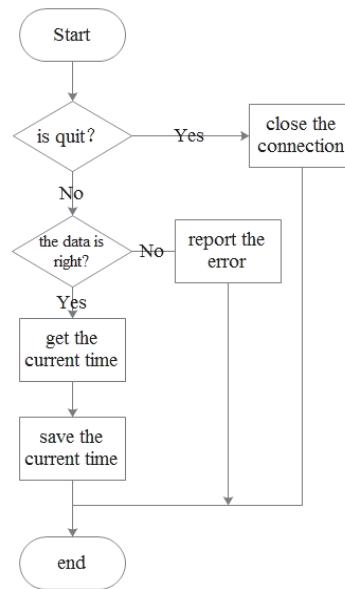 Start
is quit?
Yes
close the
connection
No
the data is
right?
No
report the
error
Yes
get the
current time
save the
current time
end